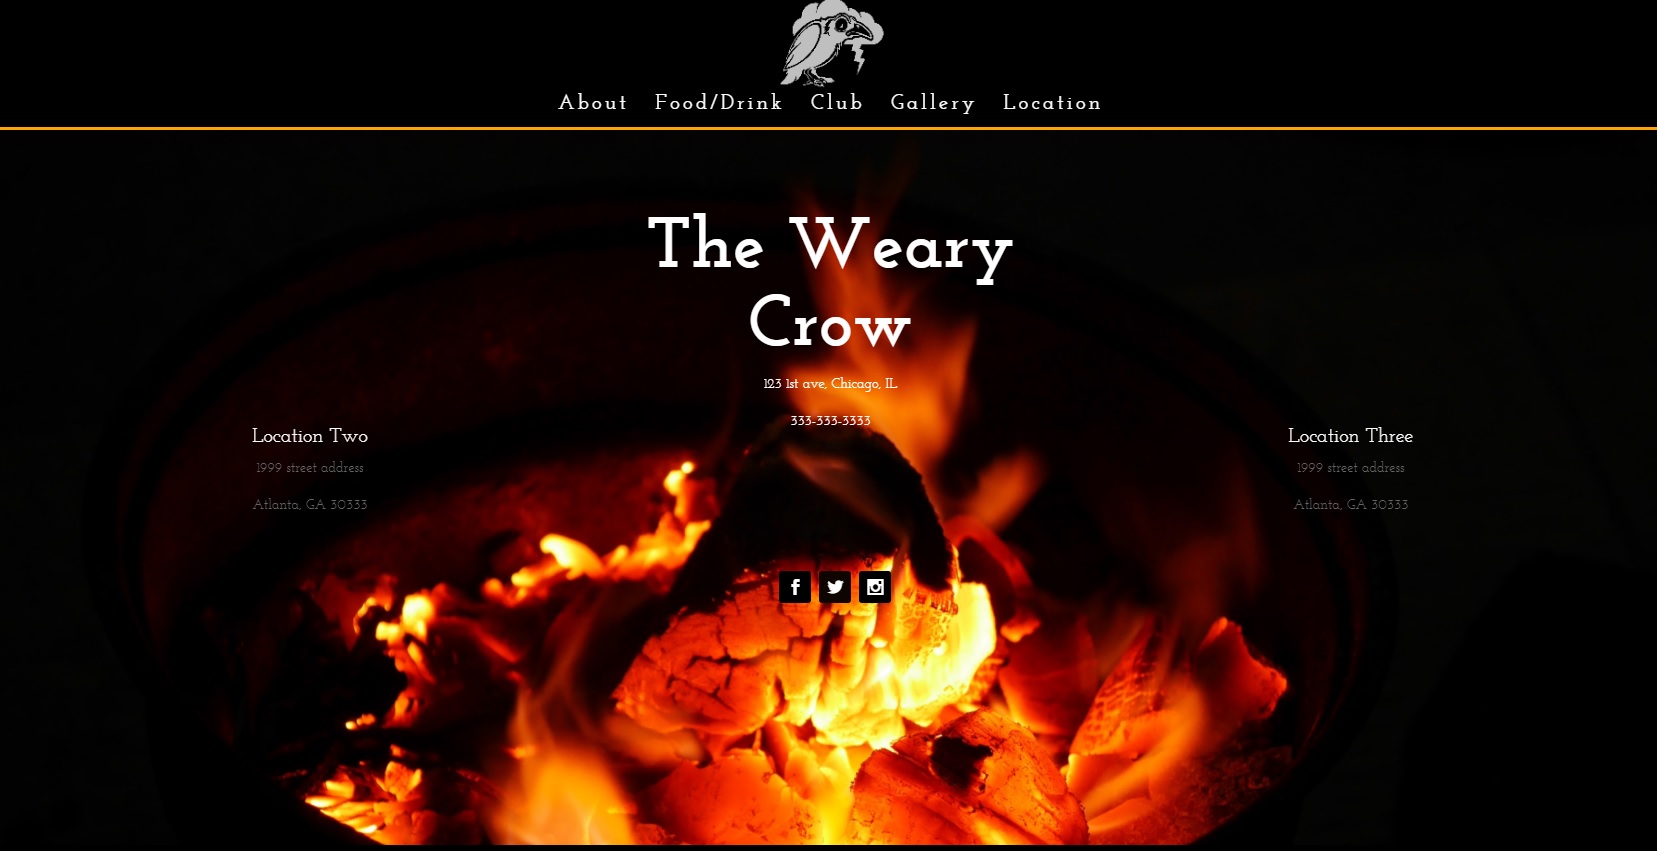 About Food/Drink Club Gallery Location
The Weary
Crow
123 1st ave, Chicago, IL
333-333-3333
Location Two
1999 street address
Atlanta, GA 30333
Location Three
1999 street address
Atlanta, GA 30333